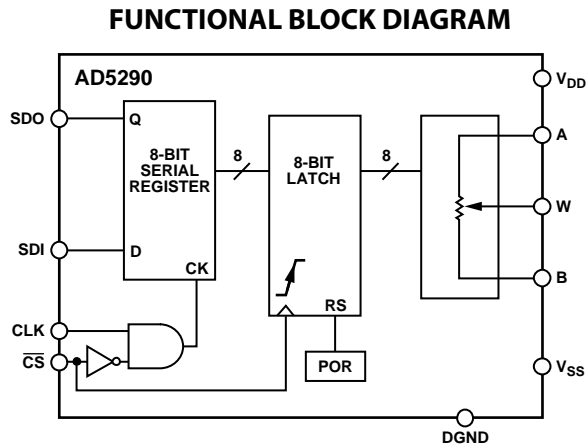 FUNCTIONAL BLOCK DIAGRAM
AD5290
VDD
SDO
Q
8-BIT
SERIAL
REGISTER
8
8-BIT
LATCH
8
A
W
SDI
D
CK
B
RS
CLK
CS
POR
VSS
DGND